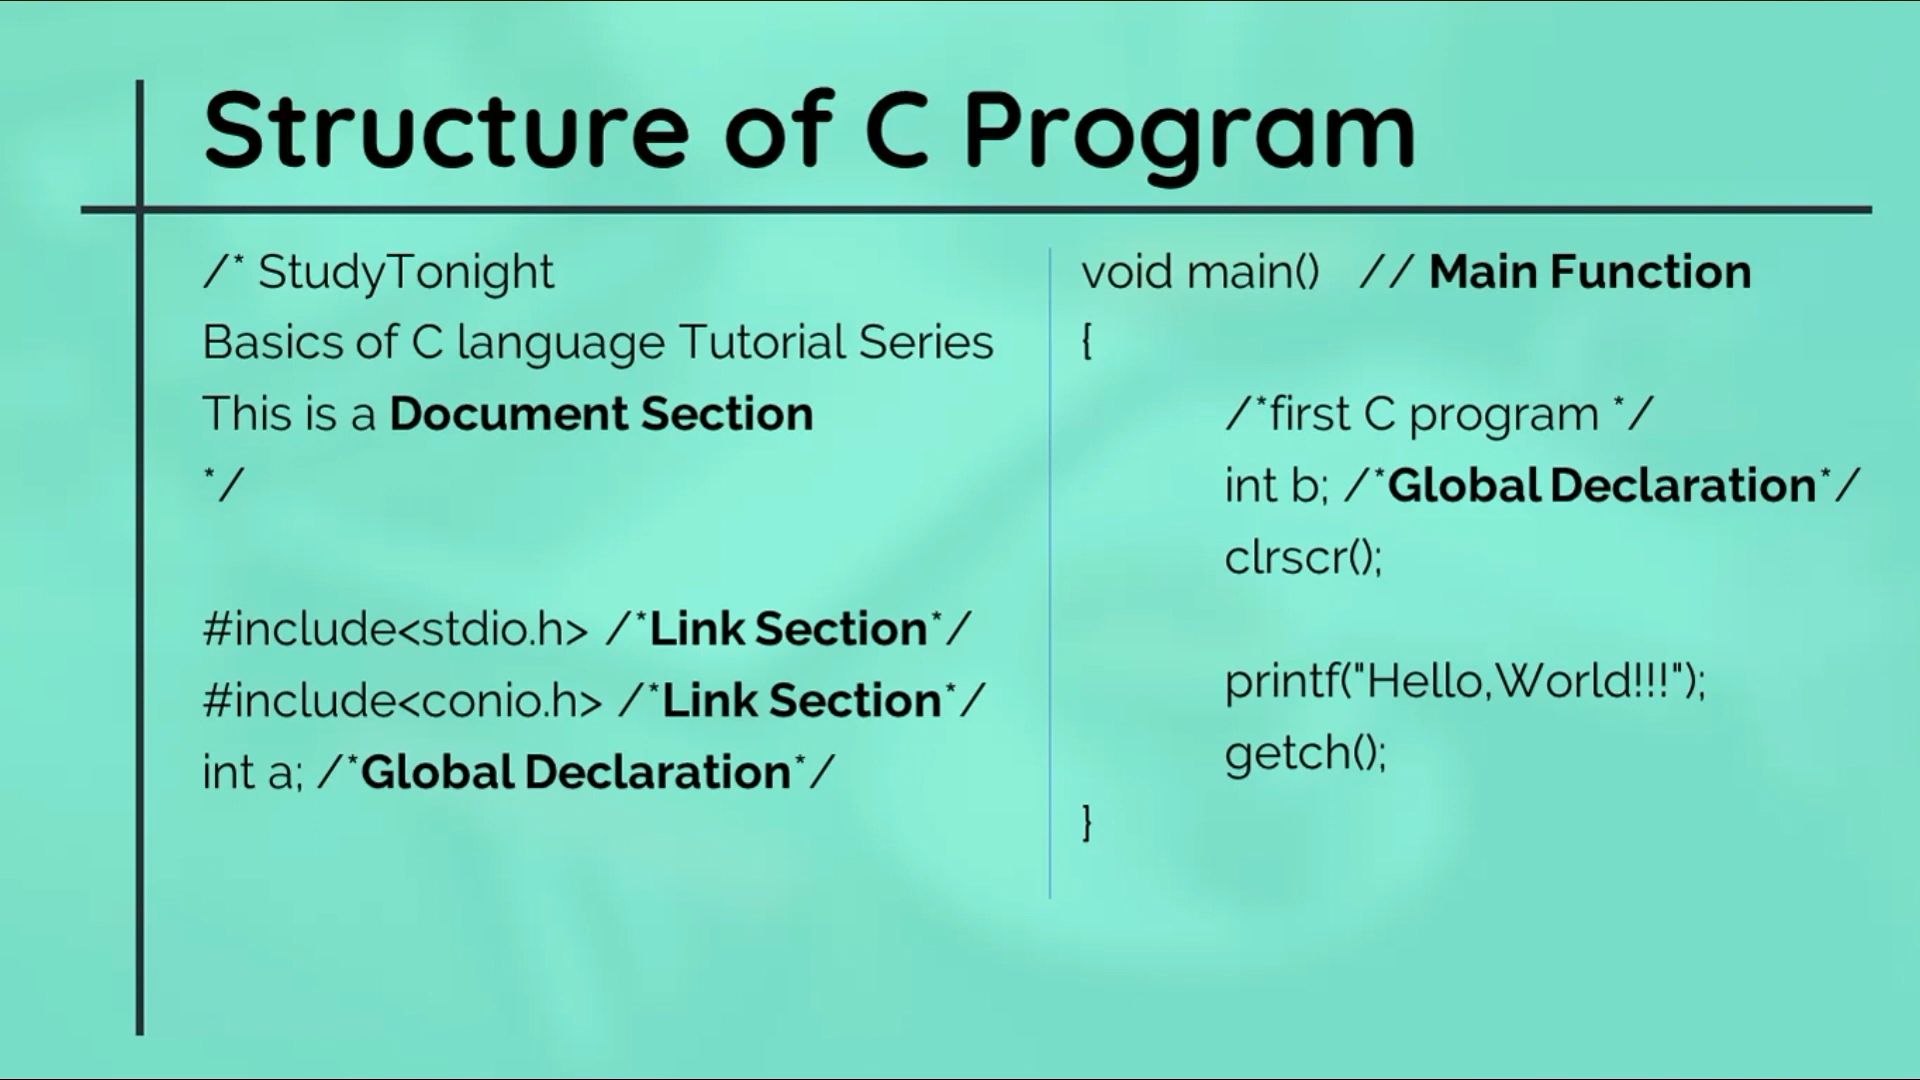 Structure of C Program
/* StudyTonight
Basics of C language Tutorial Series
This is a Document Section
*/
#include<stdio.h> /*Link Section*/
#include<conio.h> /*Link Section*/
int a; /*Global Declaration*/
void main() // Main Function
{
/*first C program */
int b; /*Global Declaration*/
clrscr();
printf("Hello,World!!!");
getch();
}